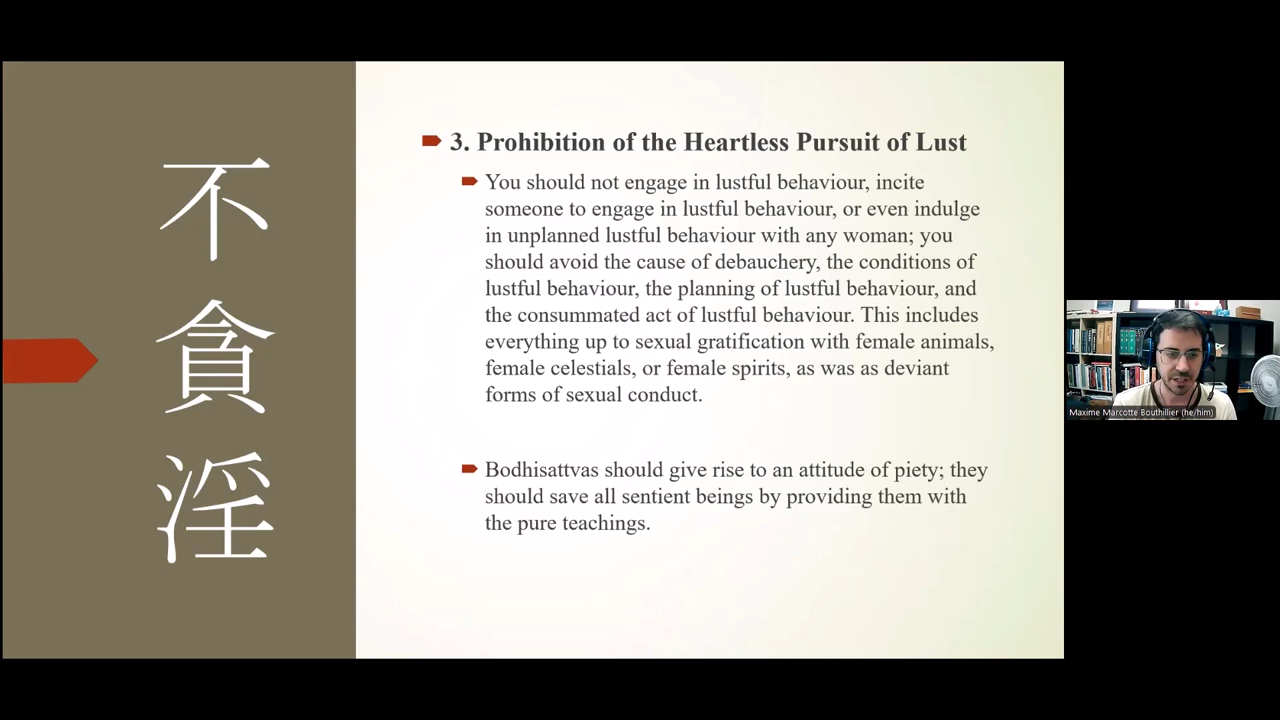 不
貪
淫
3. Prohibition of the Heartless Pursuit of Lust
You should not engage in lustful behaviour, incite
someone to engage in lustful behaviour, or even indulge
in unplanned lustful behaviour with any woman; you
should avoid the cause of debauchery, the conditions of
lustful behaviour, the planning of lustful behaviour, and
the consummated act of lustful behaviour. This includes
everything up to sexual gratification with female animals,
female celestials, or female spirits, as was as deviant
forms of sexual conduct.
Bodhisattvas should give rise to an attitude of piety; they
should save all sentient beings by providing them with
the pure teachings.
Maxime Marcotte Bouthillier (he/him)